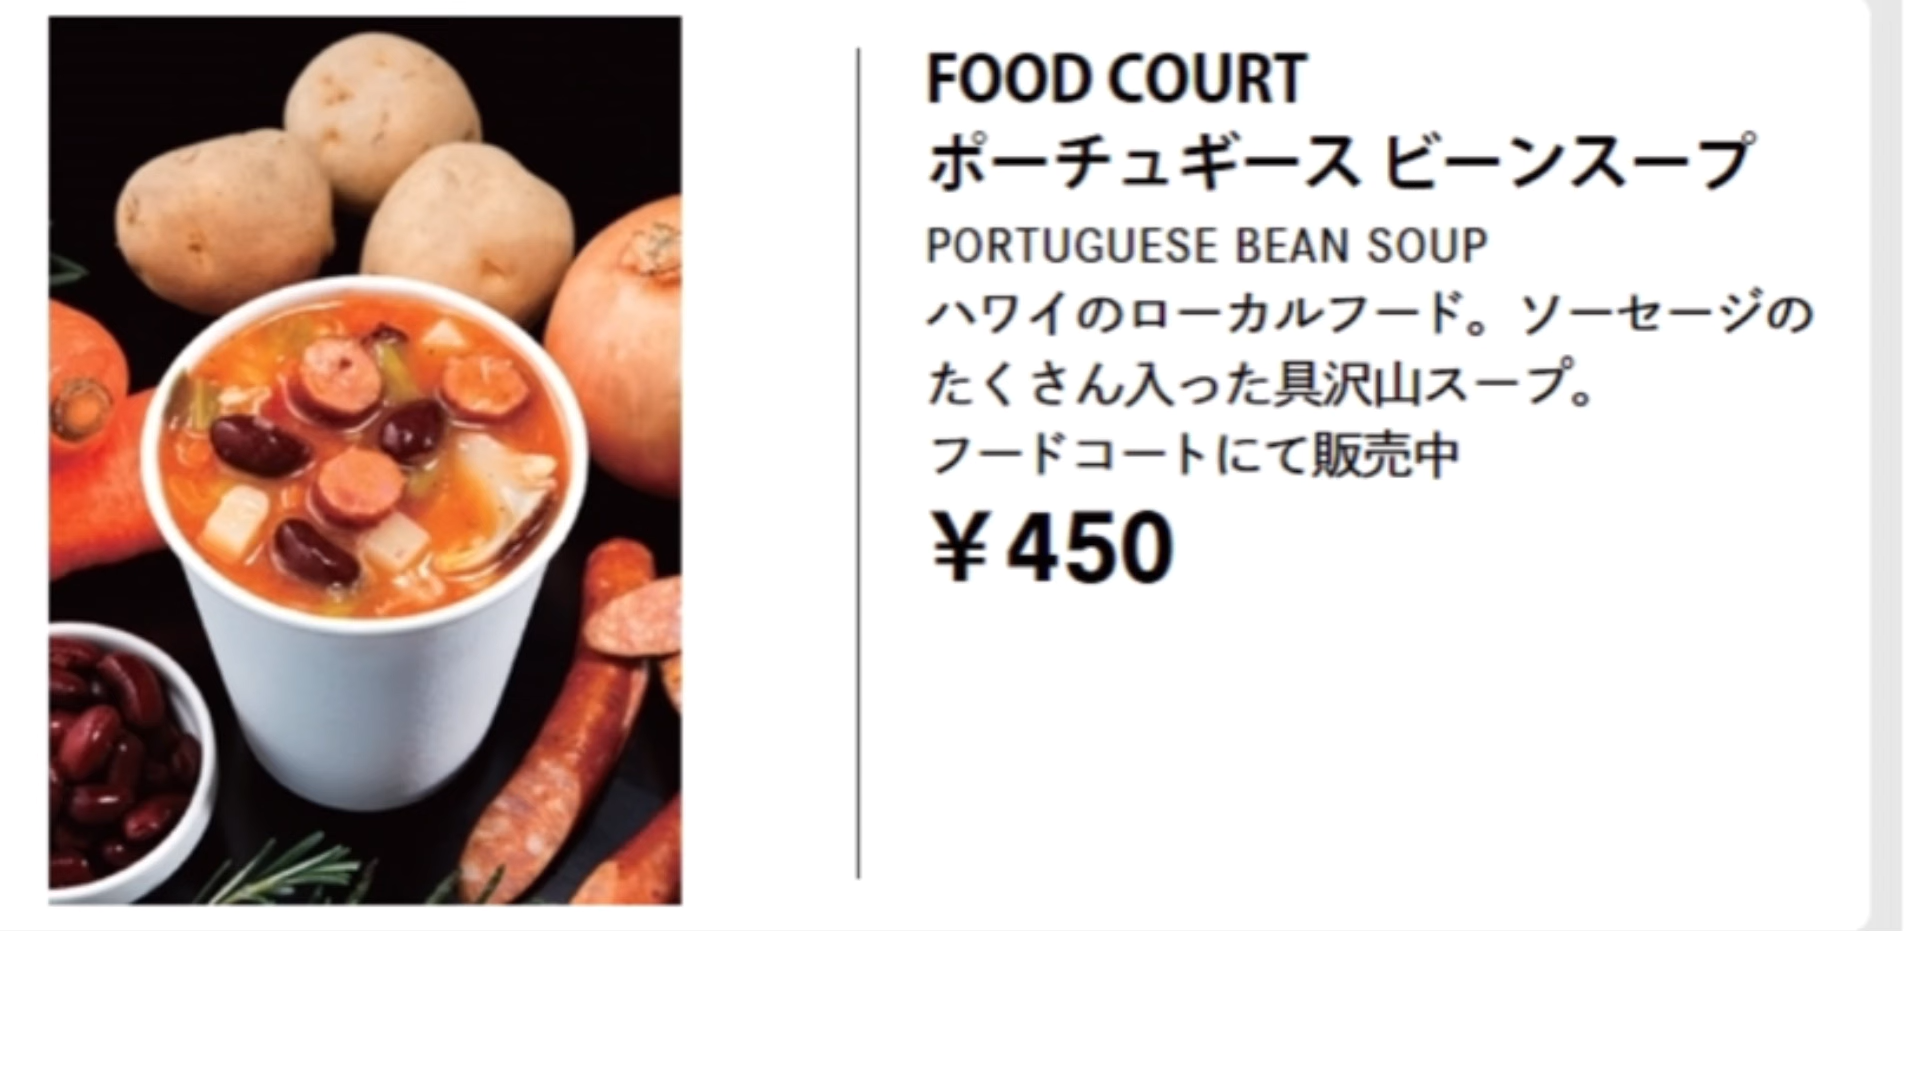 FOOD COURT
ポーチュギース ビーンスープ
PORTUGUESE BEAN SOUP
ハワイのローカルフード。ソーセージの
たくさん入った具沢山スープ。
フードコートにて販売中
￥450